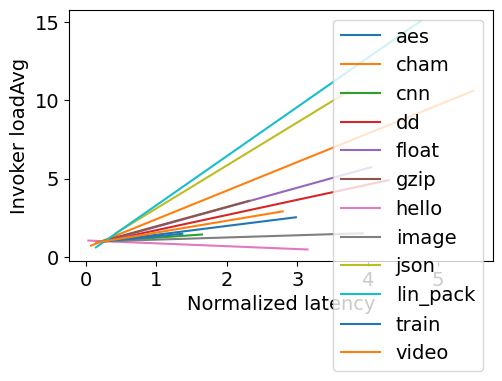 Invoker loadAvg
15
10
5
0
0
1
2
3
4
5
Normalized latency
aes
cham
cnn
dd
float
gzip
hello
image
json
lin_pack
train
video